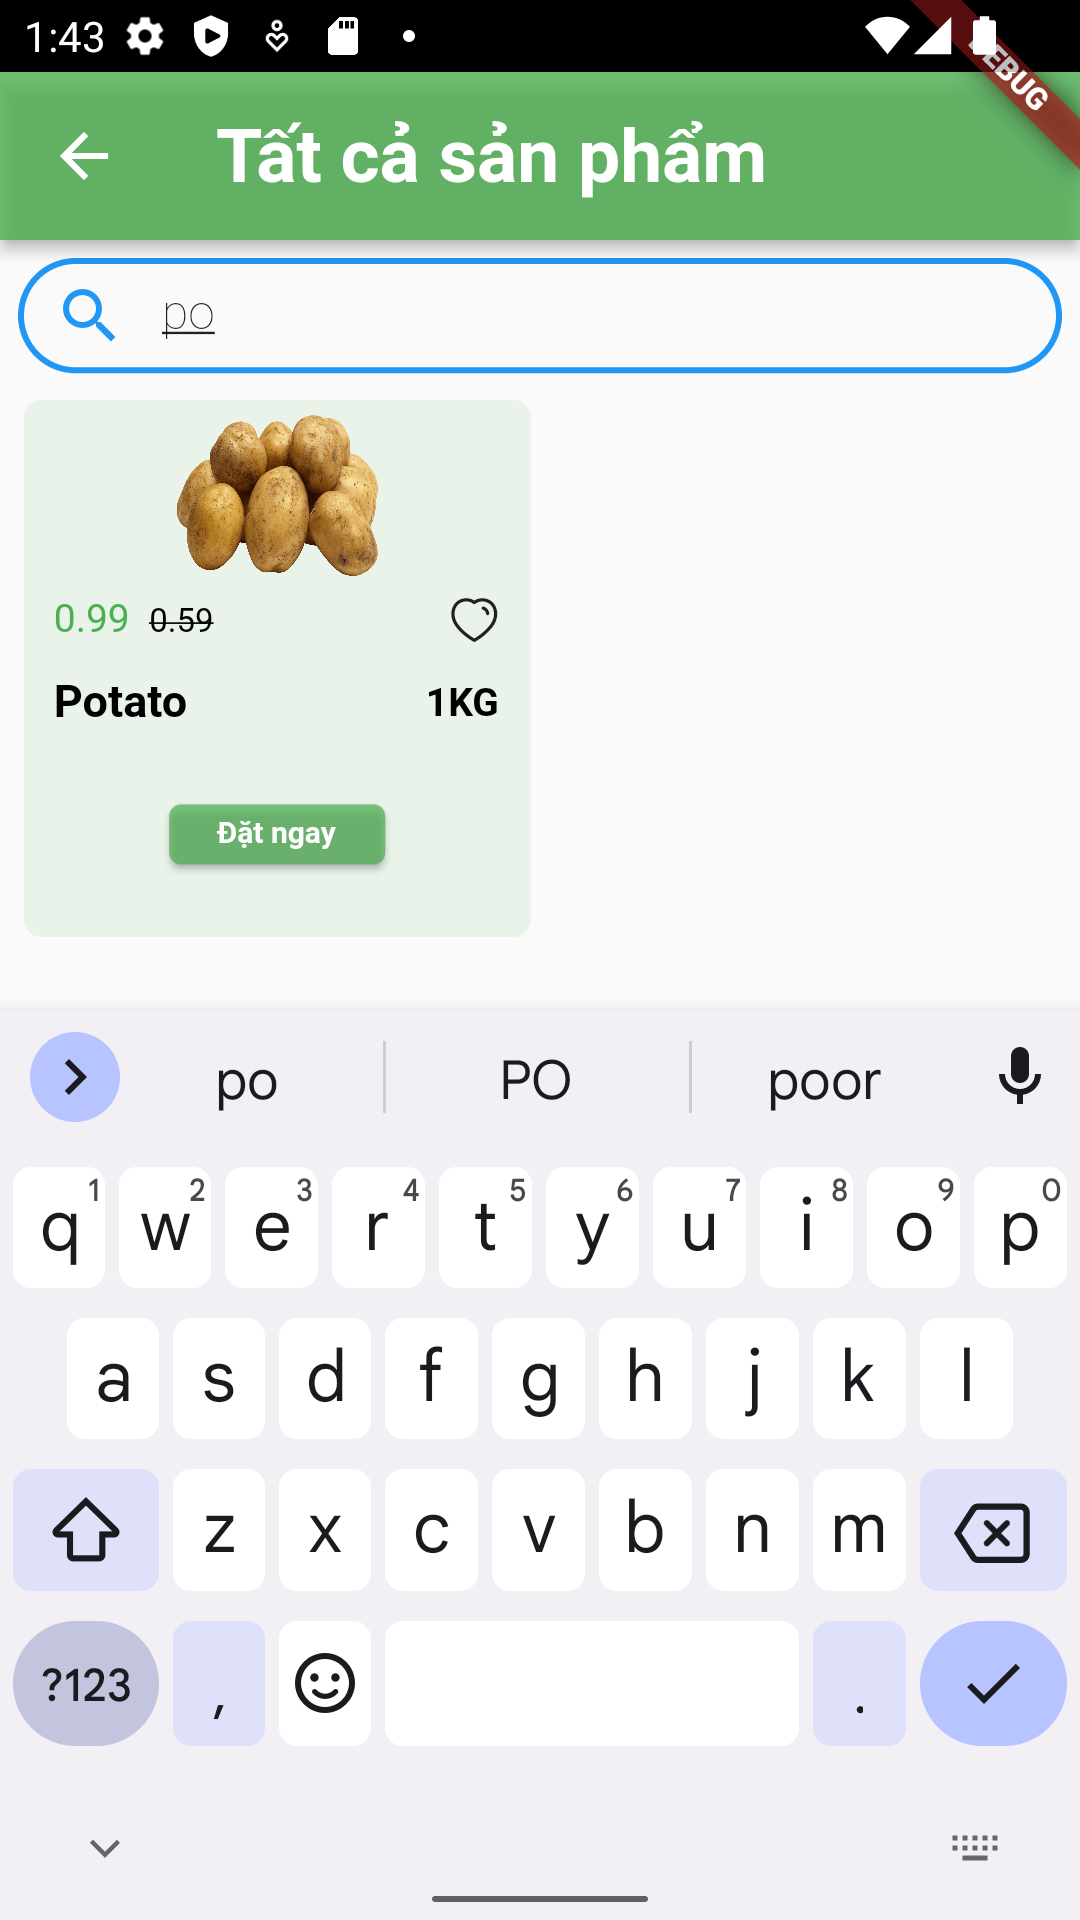 1:43
DEBUG
Tất cả sản phẩm
po
0.99 0.59
Potato 1KG
Đặt ngay
po PO poor
1 2 3 4 5 6 7 8 9 0
q w e r t y u i o p
a s d f g h j k l
z x c v b n m
?123 , .